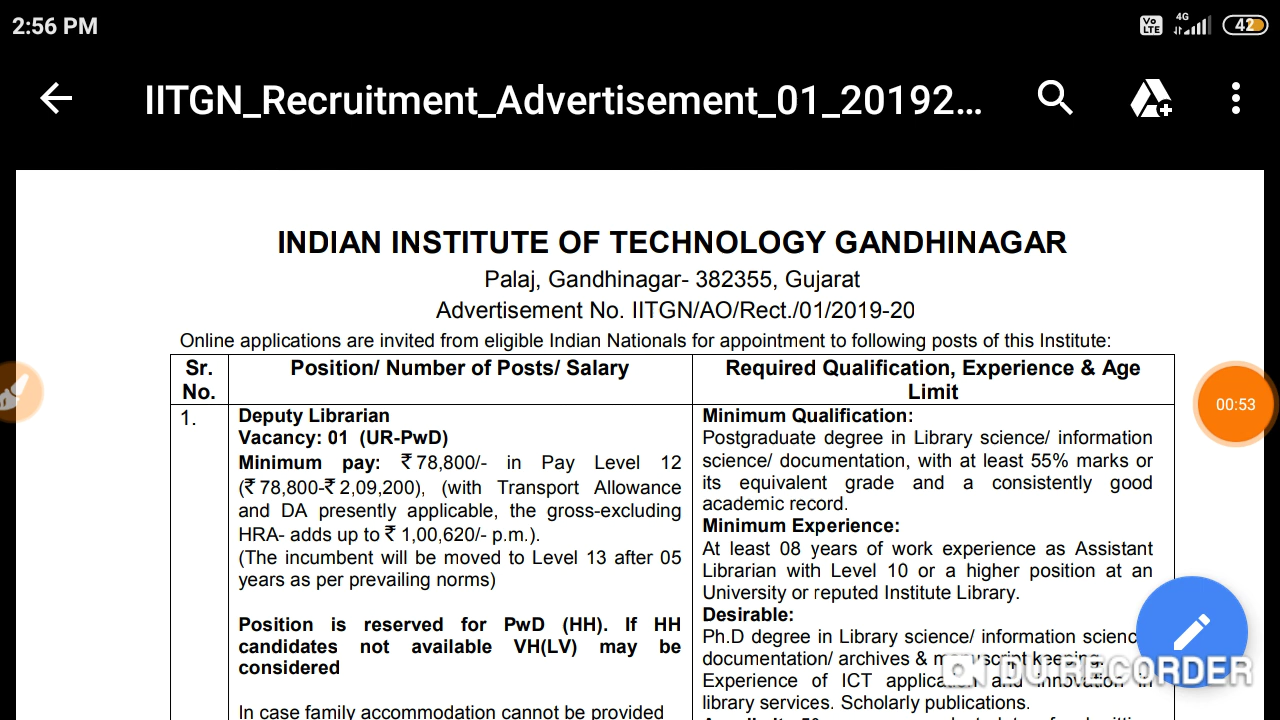 2:56 PM
Vo LTE 4G 42
IITGN_Recruitment_Advertisement_01_20192...
INDIAN INSTITUTE OF TECHNOLOGY GANDHINAGAR
Palaj, Gandhinagar- 382355, Gujarat
Advertisement No. IITGN/AO/Rect./01/2019-20
Online applications are invited from eligible Indian Nationals for appointment to following posts of this Institute:
Sr. No.
Position/ Number of Posts/ Salary
Required Qualification, Experience & Age
Limit
1.
Deputy Librarian
Vacancy: 01 (UR-PwD)
Minimum pay: ₹ 78,800/- in Pay Level 12
(₹ 78,800-₹ 2,09,200), (with Transport Allowance
and DA presently applicable, the gross-excluding
HRA- adds up to ₹ 1,00,620/- p.m.).
(The incumbent will be moved to Level 13 after 05
years as per prevailing norms)
Position is reserved for PwD (HH). If HH
candidates not available VH(LV) may be
considered
In case family accommodation cannot be provided
Minimum Qualification:
Postgraduate degree in Library science/ information
science/ documentation, with at least 55% marks or
its equivalent grade and a consistently good
academic record.
Minimum Experience:
At least 08 years of work experience as Assistant
Librarian with Level 10 or a higher position at an
University or reputed Institute Library.
Desirable:
Ph.D degree in Library science/ information scienc
documentation/ archives & manuscript keeping.
Experience of ICT application and innovation in
library services. Scholarly publications.
00:53
DU RECORDER